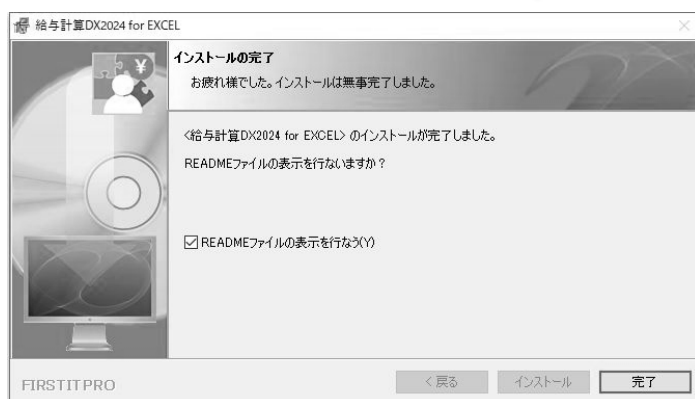 給与計算DX2024 for EXCEL
¥
インストールの完了
お疲れ様でした。インストールは無事完了しました。
<給与計算DX2024 for EXCEL> のインストールが完了しました。
READMEファイルの表示を行ないますか?
READMEファイルの表示を行なう(Y)
FIRSTITPRO
< 戻る
インストール
完了